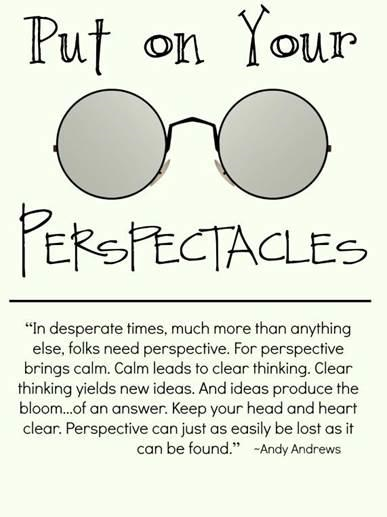 Put on Your
PERSPECTACLES
“In desperate times, much more than anything
else, folks need perspective. For perspective
brings calm. Calm leads to clear thinking. Clear
thinking yields new ideas. And ideas produce the
bloom...of an answer. Keep your head and heart
clear. Perspective can just as easily be lost as it
can be found.” ~Andy Andrews